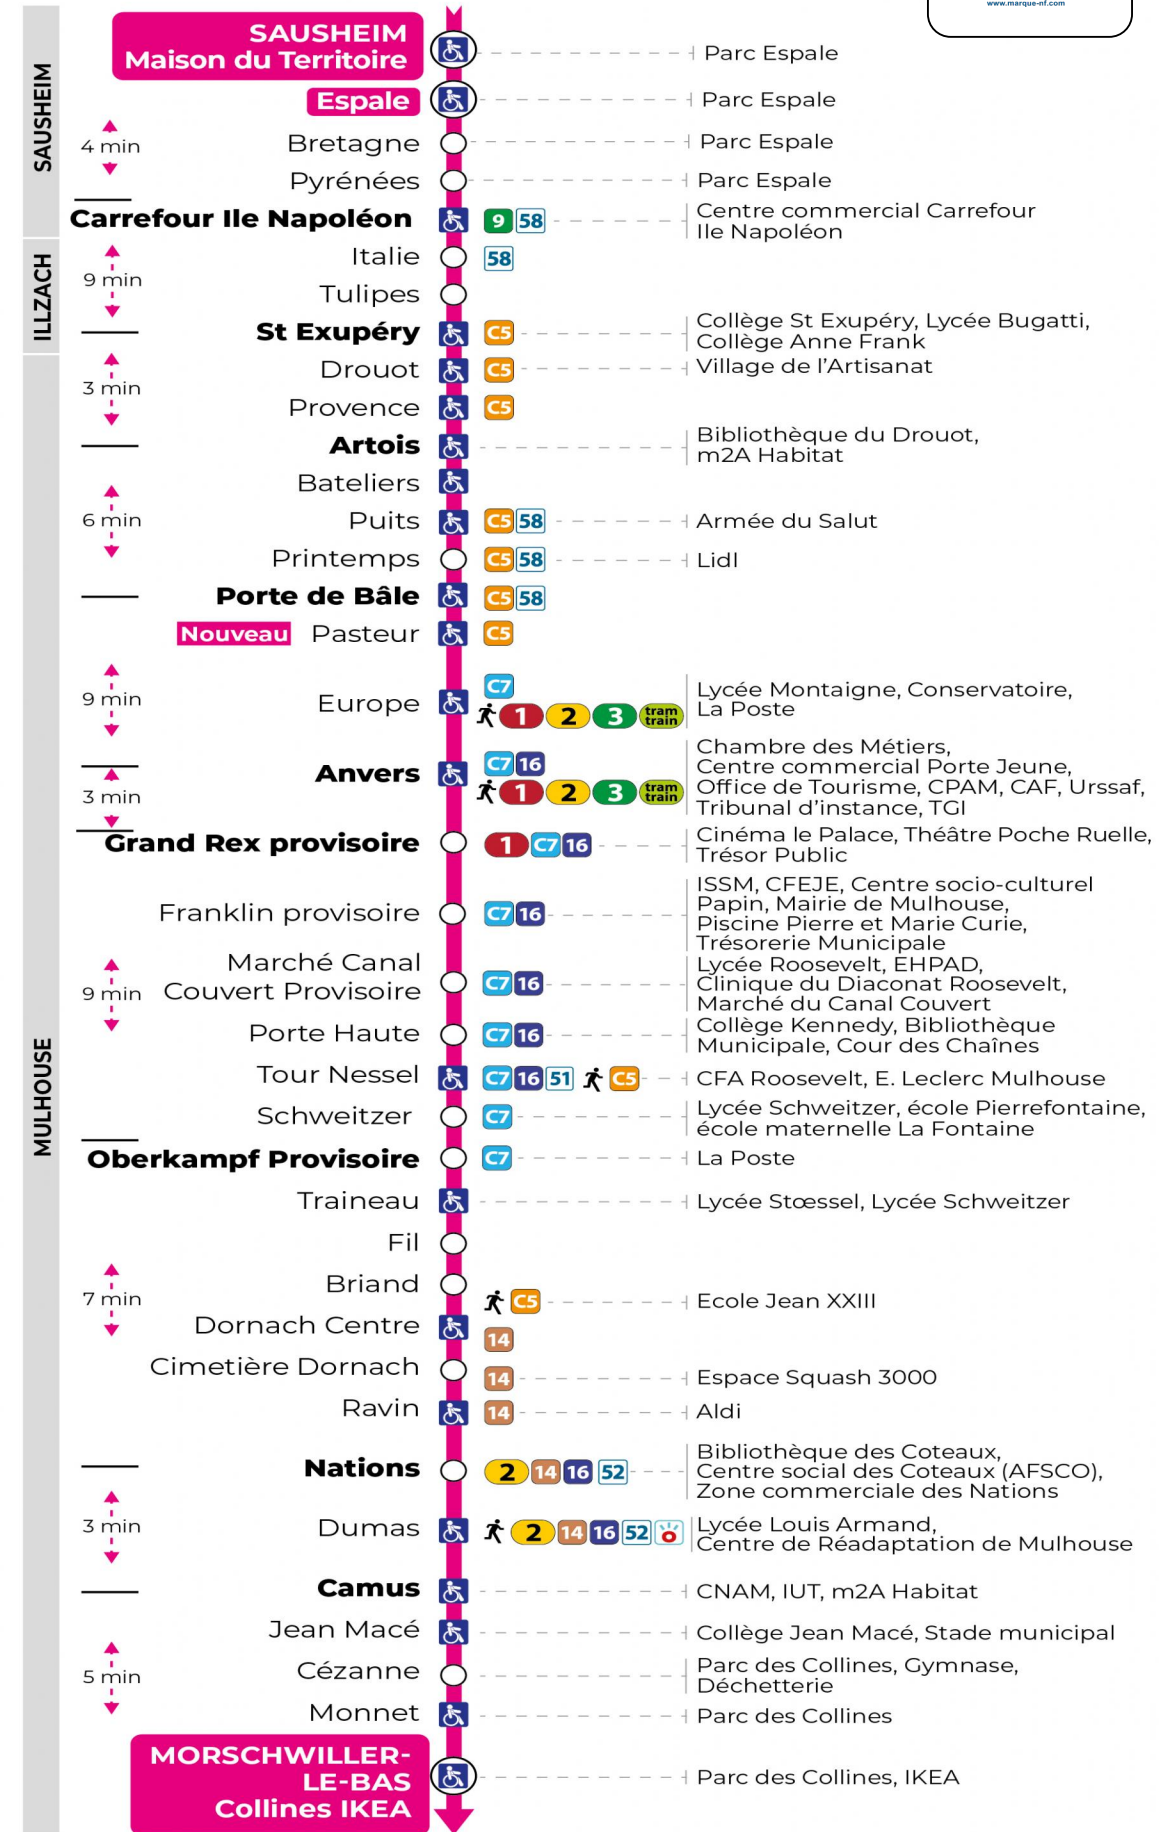 www.marque-nf.com
SAUSHEIM
SAUSHEIM
Maison du Territoire
Parc Espale
Espale
Parc Espale
4 min
Bretagne
Parc Espale
Pyrénées
Parc Espale
Carrefour Ile Napoléon
9 58
Centre commercial Carrefour
Ile Napoléon
ILLZACH
9 min
Italie
58
Tulipes
St Exupéry
C5
Collège St Exupéry, Lycée Bugatti,
Collège Anne Frank
MULHOUSE
3 min
Drouot
C5
Village de l'Artisanat
Provence
C5
Artois
Bibliothèque du Drouot,
m2A Habitat
6 min
Bateliers
Puits
C5 58
Armée du Salut
Printemps
C5 58
Lidl
Porte de Bâle
C5 58
Nouveau Pasteur
C5
9 min
Europe
C7
1 2 3 tram train
Lycée Montaigne, Conservatoire,
La Poste
Anvers
C7 16
1 2 3 tram train
Chambre des Métiers,
Centre commercial Porte Jeune,
Office de Tourisme, CPAM, CAF, Urssaf,
Tribunal d'instance, TGI
3 min
Grand Rex provisoire
1 C7 16
Cinéma le Palace, Théâtre Poche Ruelle,
Trésor Public
Franklin provisoire
C7 16
ISSM, CFEJE, Centre socio-culturel
Papin, Mairie de Mulhouse,
Piscine Pierre et Marie Curie,
Trésorerie Municipale
9 min
Marché Canal
Couvert Provisoire
C7 16
Lycée Roosevelt, EHPAD,
Clinique du Diaconat Roosevelt,
Marché du Canal Couvert
Porte Haute
C7 16
Collège Kennedy, Bibliothèque
Municipale, Cour des Chaînes
Tour Nessel
C7 16 51 C5
CFA Roosevelt, E. Leclerc Mulhouse
Schweitzer
C7
Lycée Schweitzer, école Pierrefontaine,
école maternelle La Fontaine
Oberkampf Provisoire
C7
La Poste
Traineau
Lycée Stœssel, Lycée Schweitzer
Fil
7 min
Briand
C5
Ecole Jean XXIII
Dornach Centre
14
Cimetière Dornach
14
Espace Squash 3000
Ravin
14
Aldi
Nations
2 14 16 52
Bibliothèque des Coteaux,
Centre social des Coteaux (AFSCO),
Zone commerciale des Nations
3 min
Dumas
2 14 16 52
Lycée Louis Armand,
Centre de Réadaptation de Mulhouse
Camus
CNAM, IUT, m2A Habitat
5 min
Jean Macé
Collège Jean Macé, Stade municipal
Cézanne
Parc des Collines, Gymnase,
Déchetterie
Monnet
Parc des Collines
MORSCHWILLER-
LE-BAS
Collines IKEA
Parc des Collines, IKEA